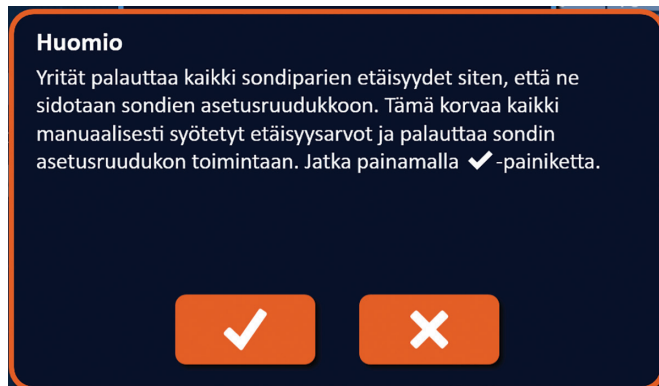 Huomio
Yrität palauttaa kaikki sondiparien etäisyydet siten, että ne
sidotaan sondien asetusruudukkoon. Tämä korvaa kaikki
manuaalisesti syötetyt etäisyysarvot ja palauttaa sondin
asetusruudukon toimintaan. Jatka painamalla ✔-painiketta.